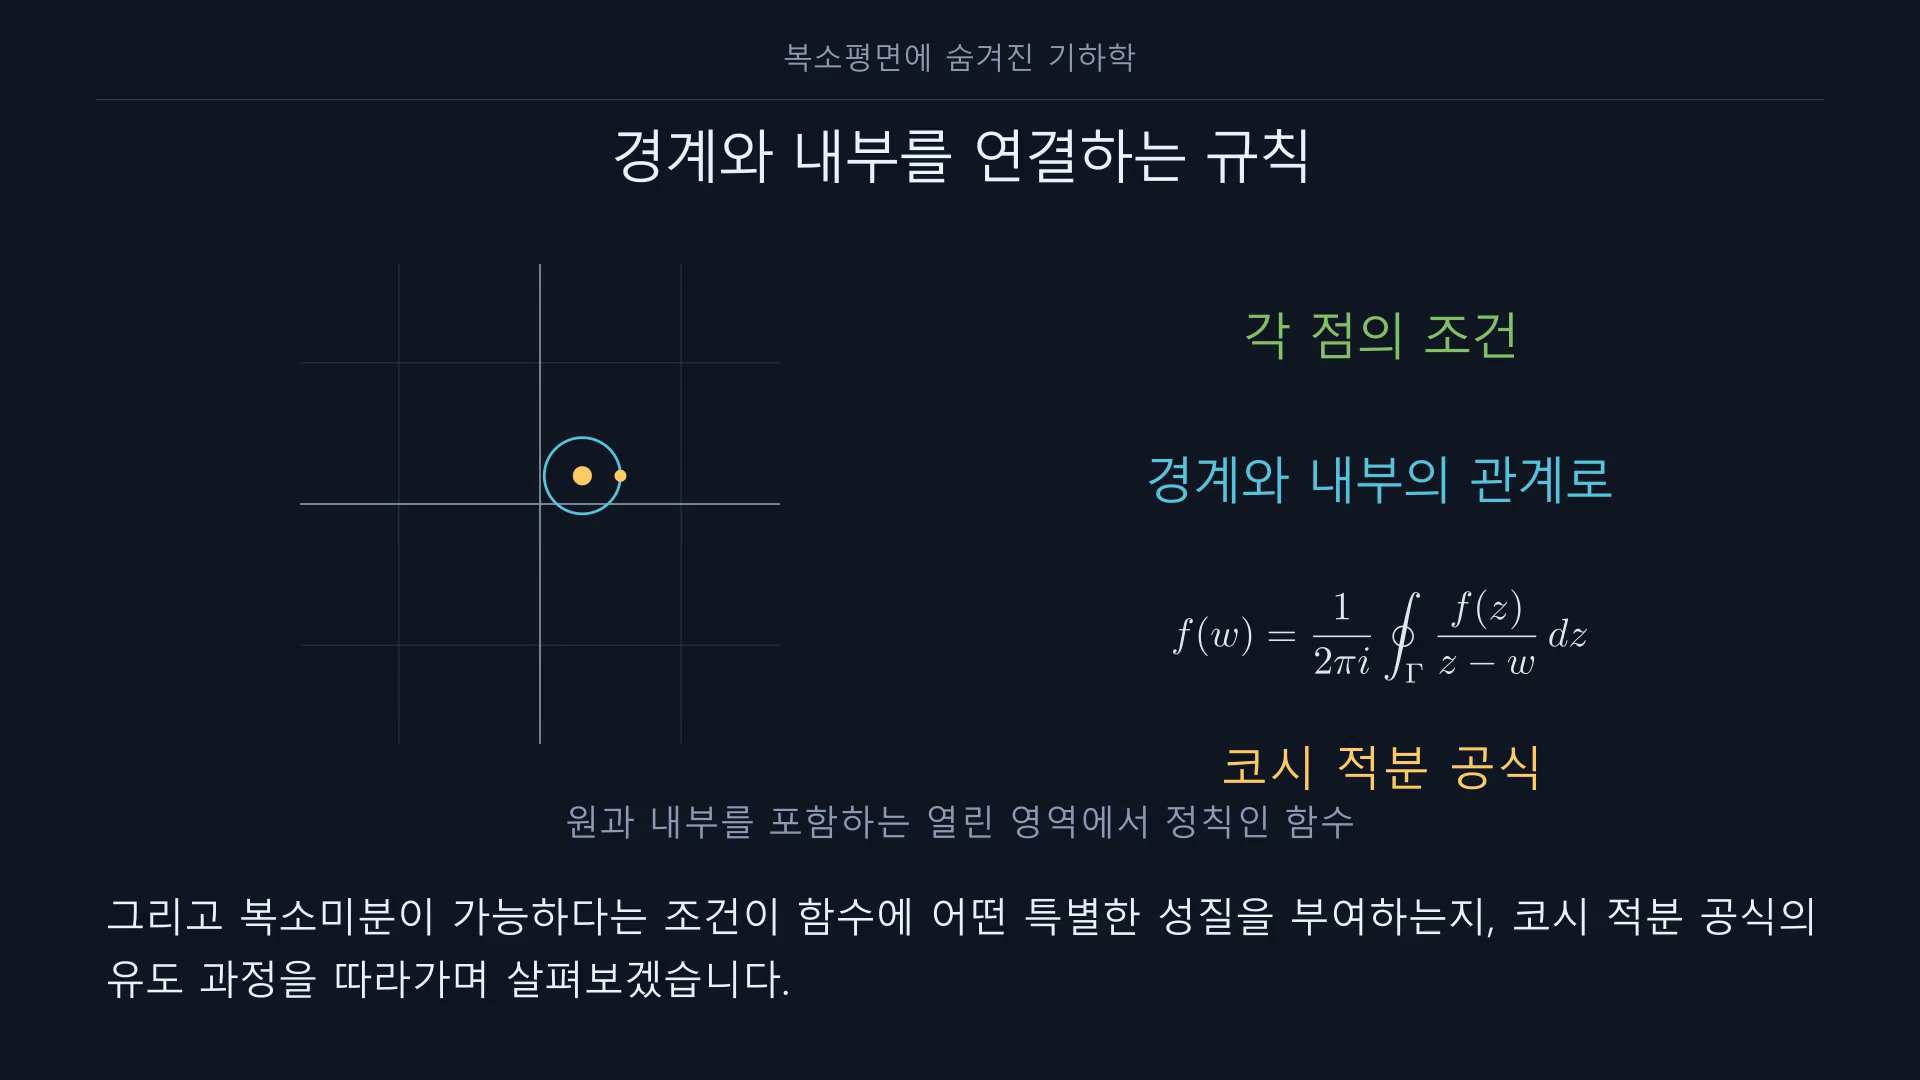 복소평면에 숨겨진 기하학
경계와 내부를 연결하는 규칙
각 점의 조건
경계와 내부의 관계로
f(w) = \frac{1}{2\pi i} \oint_{\Gamma} \frac{f(z)}{z - w} \, dz
코시 적분 공식
원과 내부를 포함하는 열린 영역에서 정칙인 함수
그리고 복소미분이 가능하다는 조건이 함수에 어떤 특별한 성질을 부여하는지, 코시 적분 공식의
유도 과정을 따라가며 살펴보겠습니다.